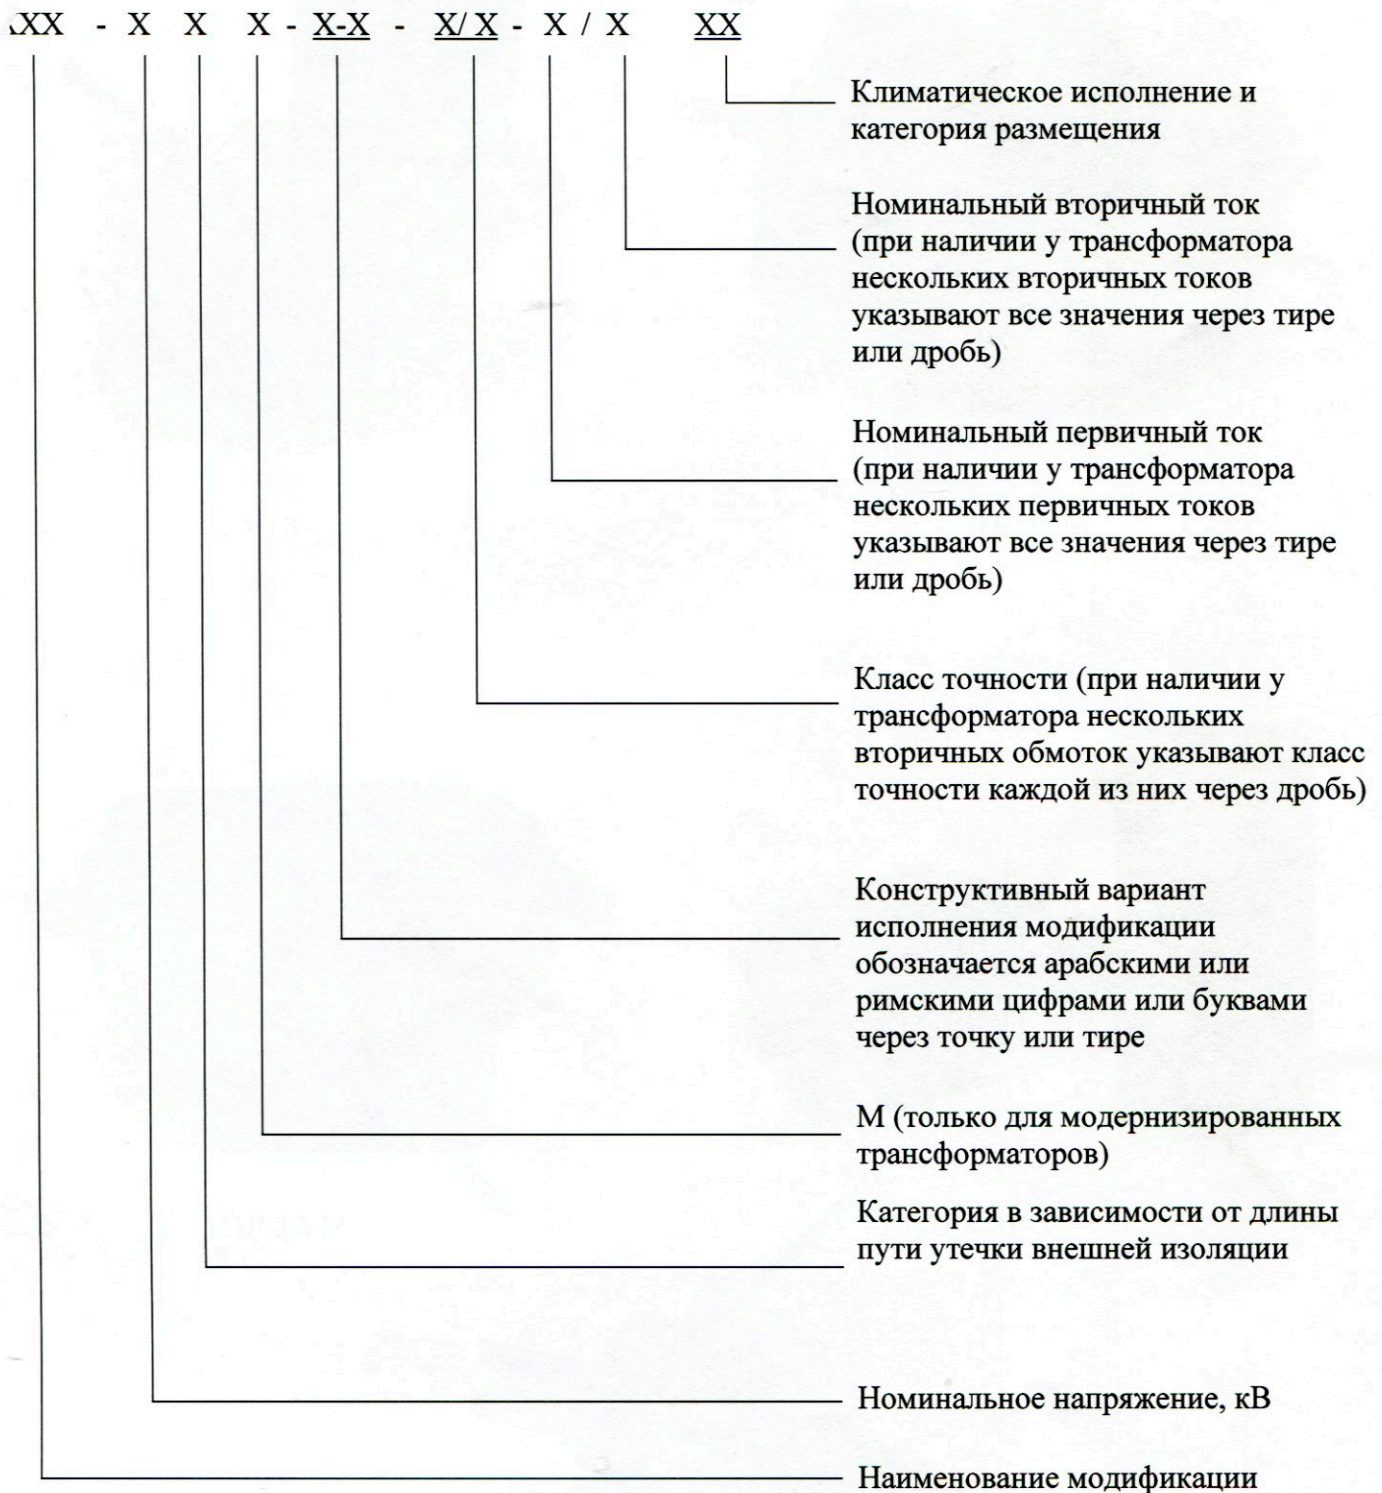 XX - X X X - X-X - X/ X - X / X XX
Климатическое исполнение и
категория размещения
Номинальный вторичный ток
(при наличии у трансформатора
нескольких вторичных токов
указывают все значения через тире
или дробь)
Номинальный первичный ток
(при наличии у трансформатора
нескольких первичных токов
указывают все значения через тире
или дробь)
Класс точности (при наличии у
трансформатора нескольких
вторичных обмоток указывают класс
точности каждой из них через дробь)
Конструктивный вариант
исполнения модификации
обозначается арабскими или
римскими цифрами или буквами
через точку или тире
М (только для модернизированных
трансформаторов)
Категория в зависимости от длины
пути утечки внешней изоляции
Номинальное напряжение, кВ
Наименование модификации